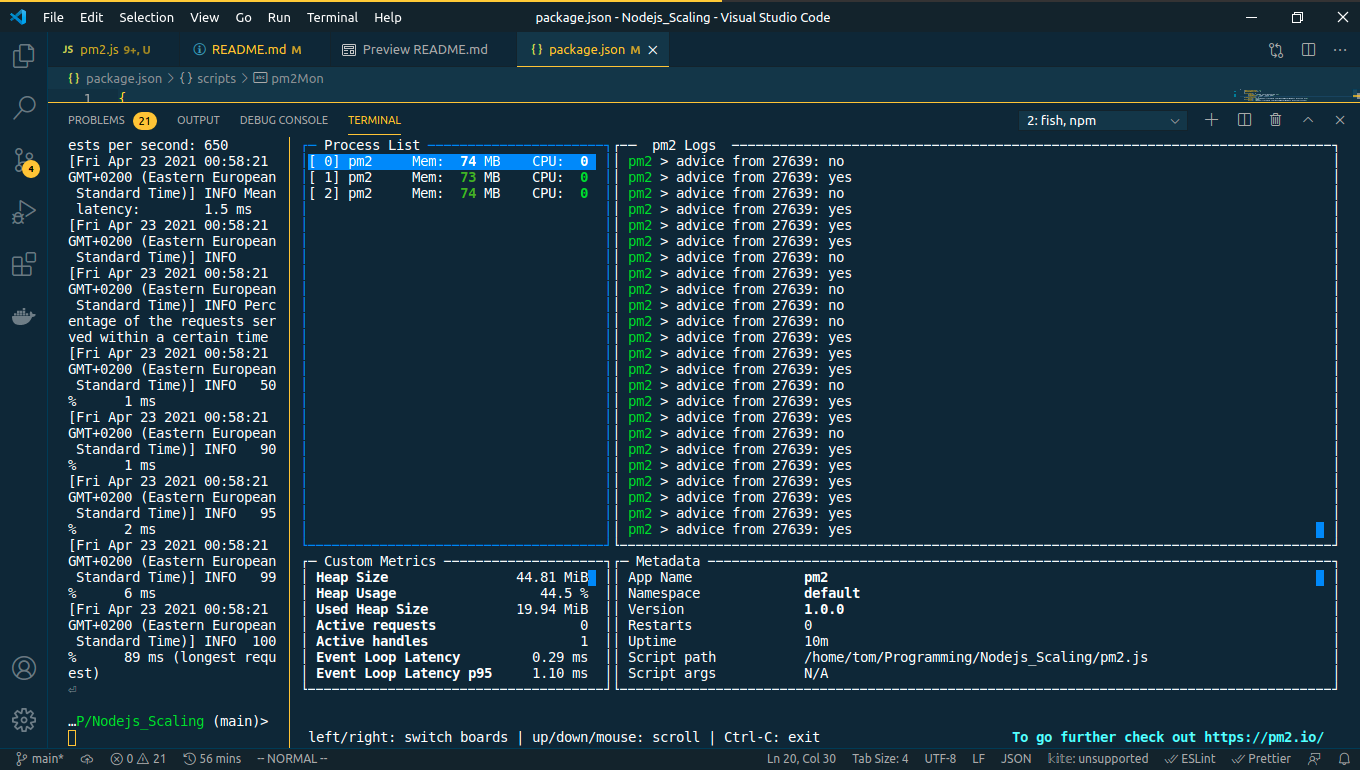 File Edit Selection View Go Run Terminal Help
package.json - Nodejs_Scaling - Visual Studio Code
JS pm2.js 9+, U
README.md M
Preview README.md
{} package.json M
{} package.json > {} scripts > abc pm2Mon
1 {
PROBLEMS 21 OUTPUT DEBUG CONSOLE TERMINAL
2: fish, npm
4
ests per second: 650
[Fri Apr 23 2021 00:58:21
GMT+0200 (Eastern European
Standard Time)] INFO Mean
latency: 1.5 ms
[Fri Apr 23 2021 00:58:21
GMT+0200 (Eastern European
Standard Time)] INFO
[Fri Apr 23 2021 00:58:21
GMT+0200 (Eastern European
Standard Time)] INFO Perc
entage of the requests ser
ved within a certain time
[Fri Apr 23 2021 00:58:21
GMT+0200 (Eastern European
Standard Time)] INFO 50
% 1 ms
[Fri Apr 23 2021 00:58:21
GMT+0200 (Eastern European
Standard Time)] INFO 90
% 1 ms
[Fri Apr 23 2021 00:58:21
GMT+0200 (Eastern European
Standard Time)] INFO 95
% 2 ms
[Fri Apr 23 2021 00:58:21
GMT+0200 (Eastern European
Standard Time)] INFO 99
% 6 ms
[Fri Apr 23 2021 00:58:21
GMT+0200 (Eastern European
Standard Time)] INFO 100
% 89 ms (longest requ
est)
⏎
…P/Nodejs_Scaling (main)>
Process List
[ 0] pm2 Mem: 74 MB CPU: 0
[ 1] pm2 Mem: 73 MB CPU: 0
[ 2] pm2 Mem: 74 MB CPU: 0
pm2 Logs
pm2 > advice from 27639: no
pm2 > advice from 27639: yes
pm2 > advice from 27639: no
pm2 > advice from 27639: yes
pm2 > advice from 27639: yes
pm2 > advice from 27639: yes
pm2 > advice from 27639: no
pm2 > advice from 27639: yes
pm2 > advice from 27639: no
pm2 > advice from 27639: no
pm2 > advice from 27639: no
pm2 > advice from 27639: yes
pm2 > advice from 27639: yes
pm2 > advice from 27639: yes
pm2 > advice from 27639: no
pm2 > advice from 27639: yes
pm2 > advice from 27639: yes
pm2 > advice from 27639: no
pm2 > advice from 27639: yes
pm2 > advice from 27639: yes
pm2 > advice from 27639: yes
pm2 > advice from 27639: yes
pm2 > advice from 27639: yes
pm2 > advice from 27639: yes
Custom Metrics
Heap Size 44.81 MiB
Heap Usage 44.5 %
Used Heap Size 19.94 MiB
Active requests 0
Active handles 1
Event Loop Latency 0.29 ms
Event Loop Latency p95 1.10 ms
Metadata
App Name pm2
Namespace default
Version 1.0.0
Restarts 0
Uptime 10m
Script path /home/tom/Programming/Nodejs_Scaling/pm2.js
Script args N/A
left/right: switch boards | up/down/mouse: scroll | Ctrl-C: exit
To go further check out https://pm2.io/
main* 0 21 56 mins -- NORMAL --
Ln 20, Col 30 Tab Size: 4 UTF-8 LF JSON kite: unsupported ESLint Prettier